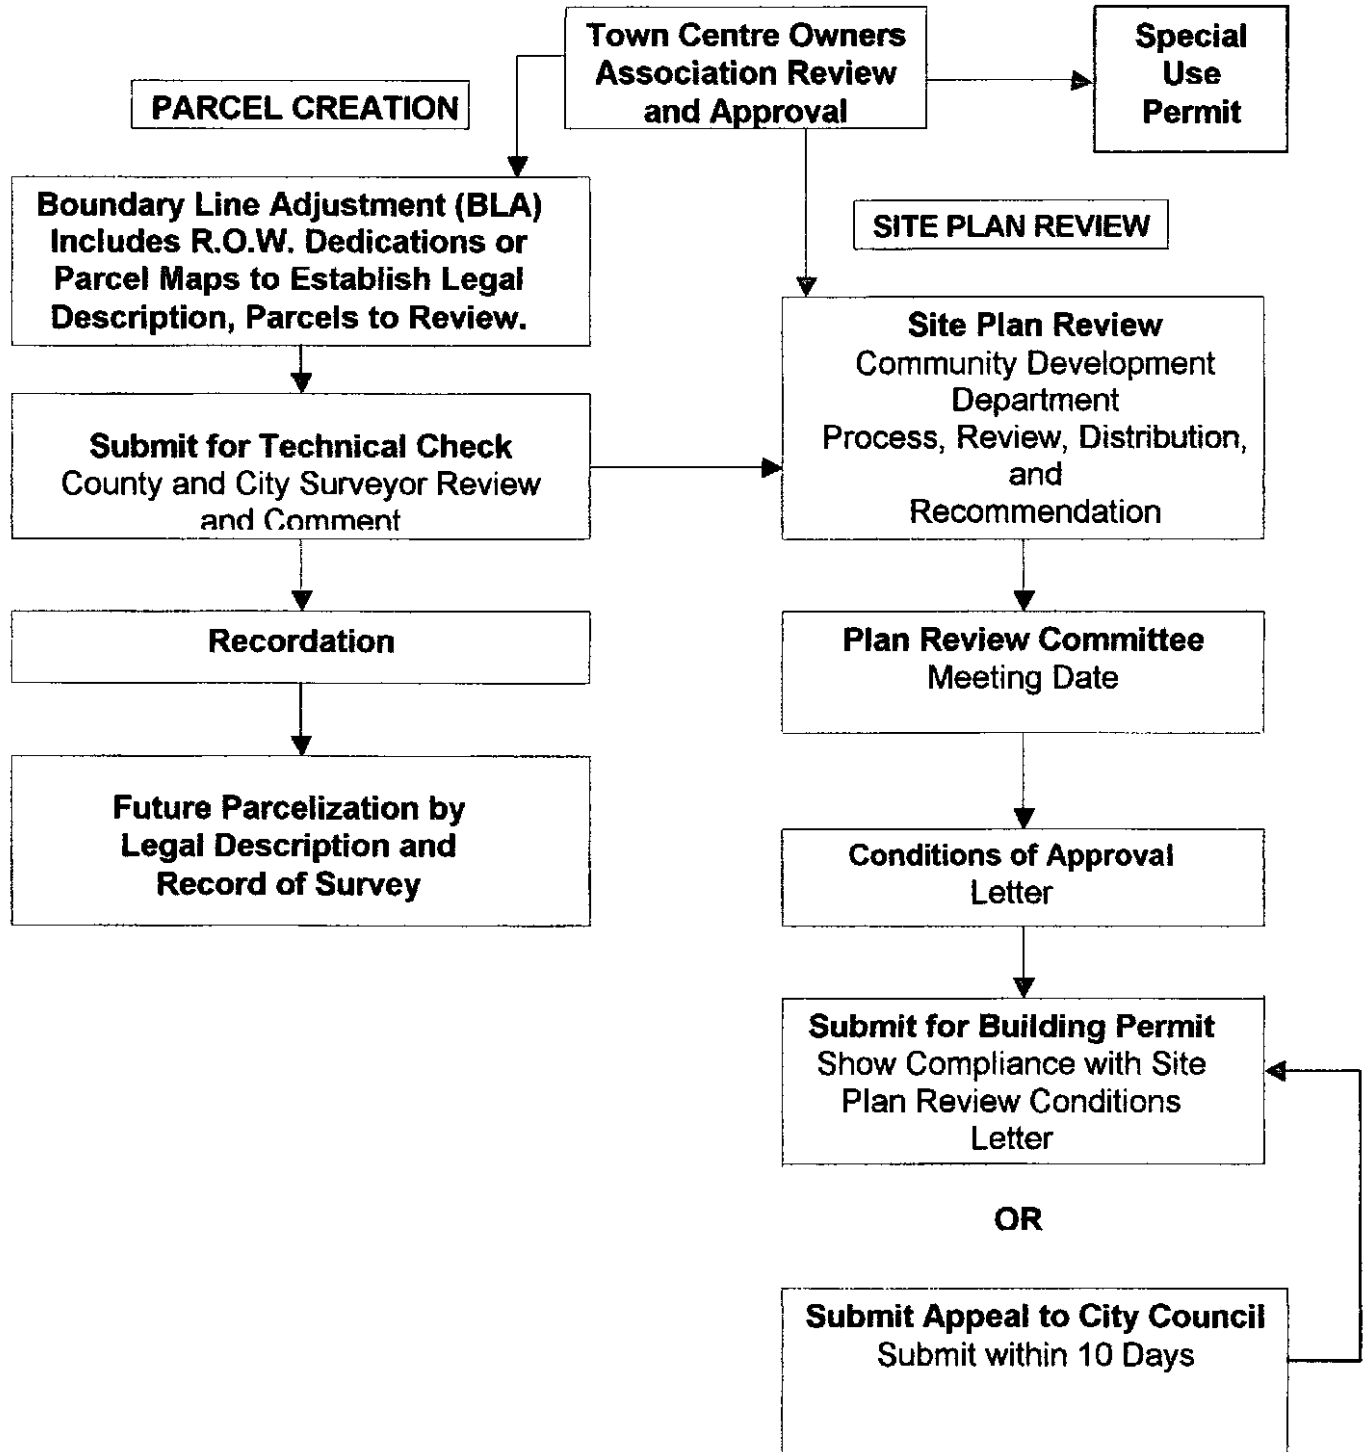 Town Centre Owners
Association Review
and Approval
Special
Use
Permit
PARCEL CREATION
Boundary Line Adjustment (BLA)
Includes R.O.W. Dedications or
Parcel Maps to Establish Legal
Description, Parcels to Review.
SITE PLAN REVIEW
Site Plan Review
Community Development
Department
Process, Review, Distribution,
and
Recommendation
Submit for Technical Check
County and City Surveyor Review
and Comment
Recordation
Plan Review Committee
Meeting Date
Future Parcelization by
Legal Description and
Record of Survey
Conditions of Approval
Letter
Submit for Building Permit
Show Compliance with Site
Plan Review Conditions
Letter
OR
Submit Appeal to City Council
Submit within 10 Days